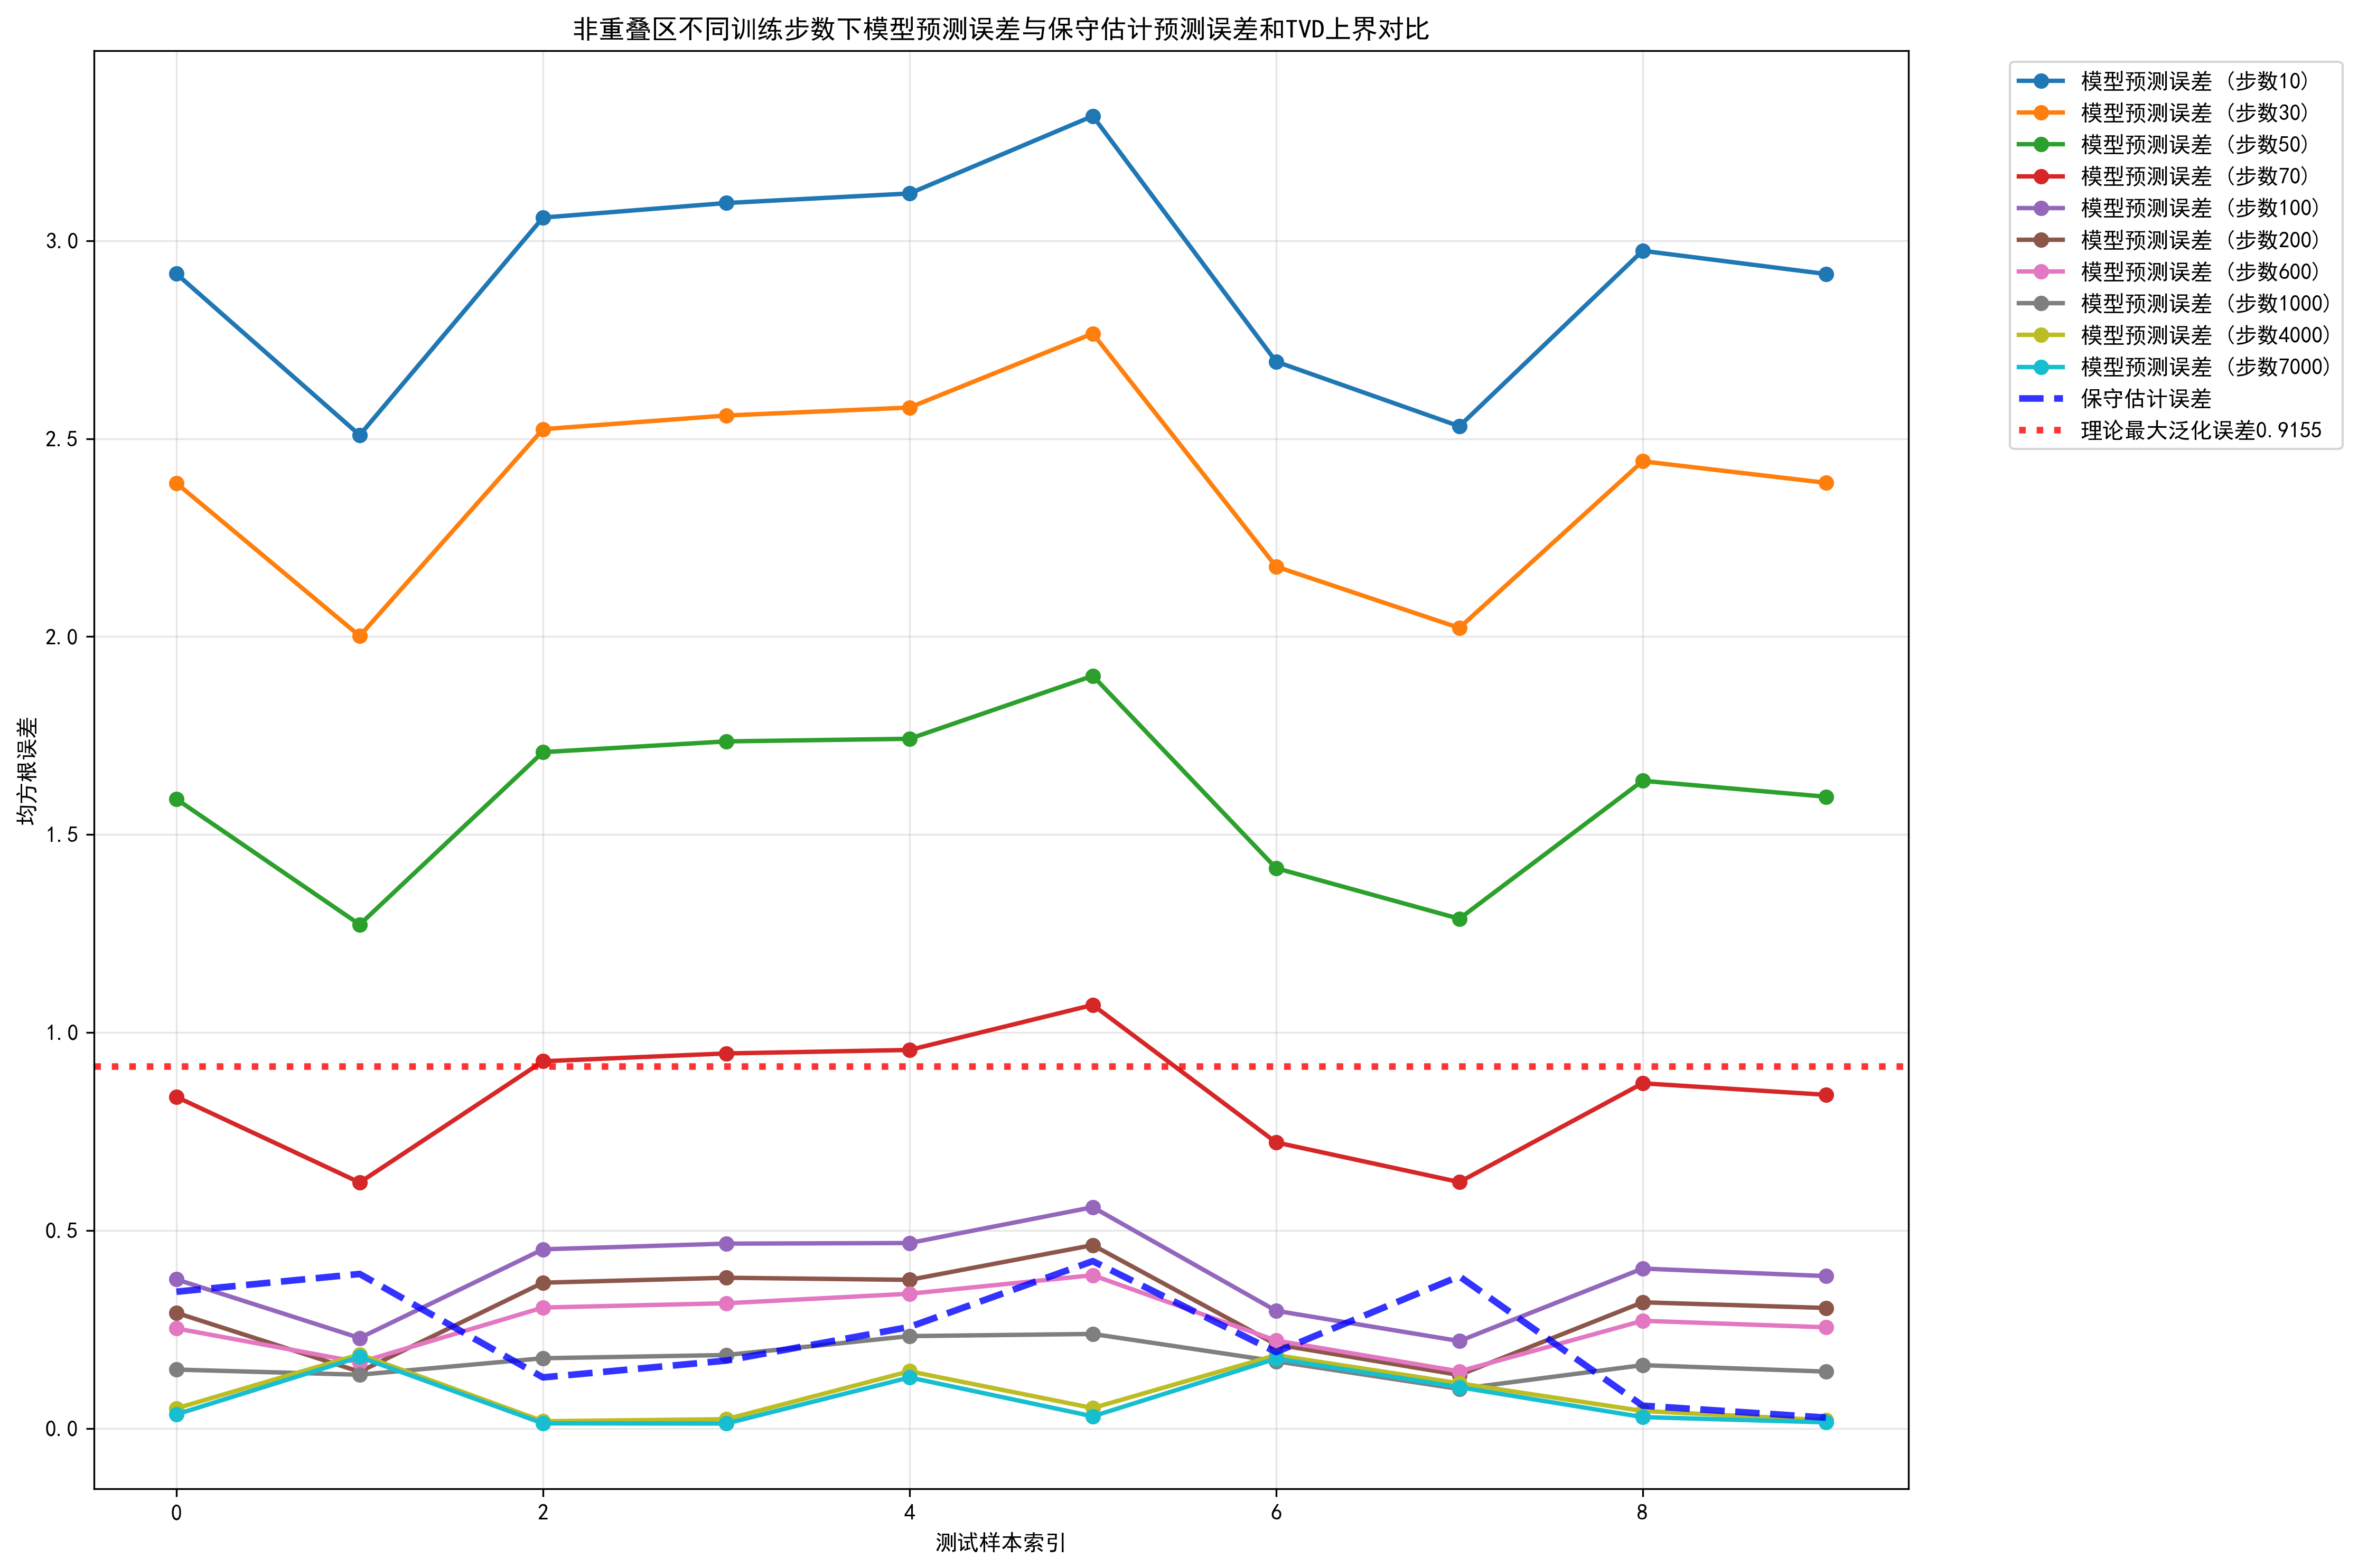 非重叠区不同训练步数下模型预测误差与保守估计预测误差和TVD上界对比
模型预测误差 (步数10)
模型预测误差 (步数30)
模型预测误差 (步数50)
模型预测误差 (步数70)
模型预测误差 (步数100)
模型预测误差 (步数200)
模型预测误差 (步数600)
模型预测误差 (步数1000)
模型预测误差 (步数4000)
模型预测误差 (步数7000)
保守估计误差
理论最大泛化误差0.9155
均方根误差
3.0
2.5
2.0
1.5
1.0
0.5
0.0
0
2
4
6
8
测试样本索引